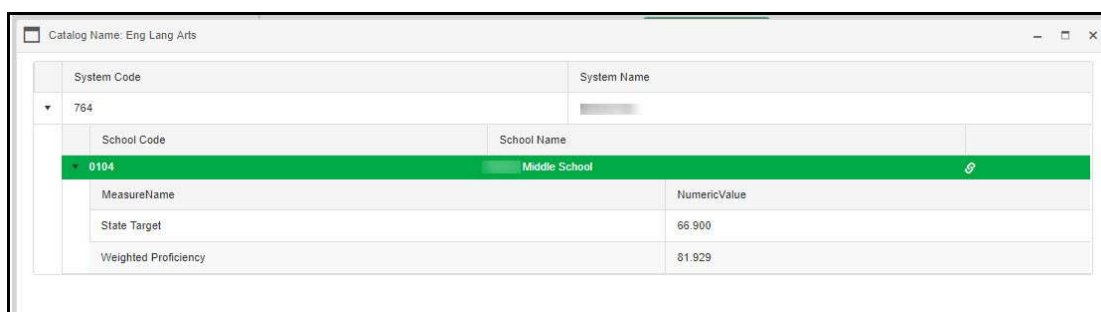 Catalog Name: Eng Lang Arts
System Code System Name
764
School Code School Name
0104 Middle School
MeasureName NumericValue
State Target 66.900
Weighted Proficiency 81.929